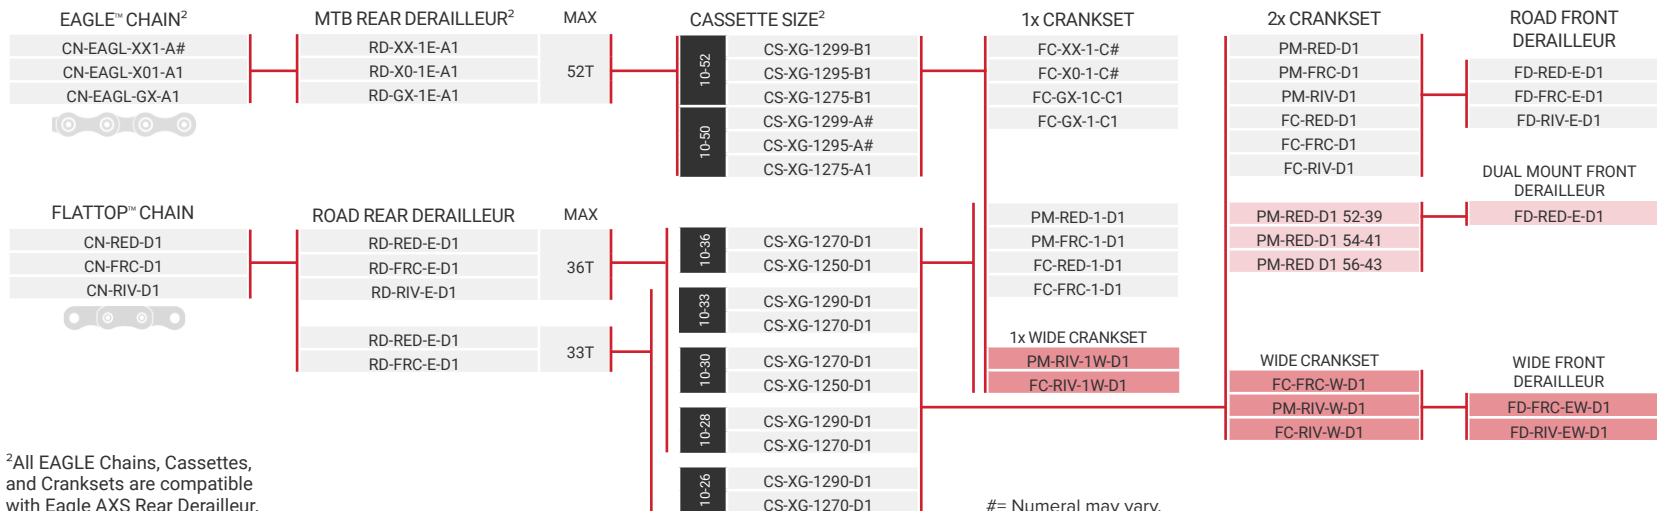 EAGLE™ CHAIN²
CN-EAGL-XX1-A#
CN-EAGL-X01-A1
CN-EAGL-GX-A1
MTB REAR DERAILLEUR²
MAX
RD-XX-1E-A1
RD-X0-1E-A1
RD-GX-1E-A1
52T
CASSETTE SIZE²
10-52
CS-XG-1299-B1
CS-XG-1295-B1
CS-XG-1275-B1
10-50
CS-XG-1299-A#
CS-XG-1295-A#
CS-XG-1275-A1
1x CRANKSET
FC-XX-1-C#
FC-X0-1-C#
FC-GX-1C-C1
FC-GX-1-C1
2x CRANKSET
PM-RED-D1
PM-FRC-D1
PM-RIV-D1
FC-RED-D1
FC-FRC-D1
FC-RIV-D1
ROAD FRONT
DERAILLEUR
FD-RED-E-D1
FD-FRC-E-D1
FD-RIV-E-D1
DUAL MOUNT FRONT
DERAILLEUR
FD-RED-E-D1
FLATTOP™ CHAIN
CN-RED-D1
CN-FRC-D1
CN-RIV-D1
ROAD REAR DERAILLEUR
MAX
RD-RED-E-D1
RD-FRC-E-D1
RD-RIV-E-D1
36T
RD-RED-E-D1
RD-FRC-E-D1
33T
10-36
CS-XG-1270-D1
CS-XG-1250-D1
10-33
CS-XG-1290-D1
CS-XG-1270-D1
10-30
CS-XG-1270-D1
CS-XG-1250-D1
10-28
CS-XG-1290-D1
CS-XG-1270-D1
10-26
CS-XG-1290-D1
CS-XG-1270-D1
PM-RED-1-D1
PM-FRC-1-D1
FC-RED-1-D1
FC-FRC-1-D1
1x WIDE CRANKSET
PM-RIV-1W-D1
FC-RIV-1W-D1
PM-RED-D1 52-39
PM-RED-D1 54-41
PM-RED D1 56-43
WIDE CRANKSET
FC-FRC-W-D1
PM-RIV-W-D1
FC-RIV-W-D1
WIDE FRONT
DERAILLEUR
FD-FRC-EW-D1
FD-RIV-EW-D1
²All EAGLE Chains, Cassettes,
and Cranksets are compatible
with Eagle AXS Rear Derailleur.
#= Numeral may vary.